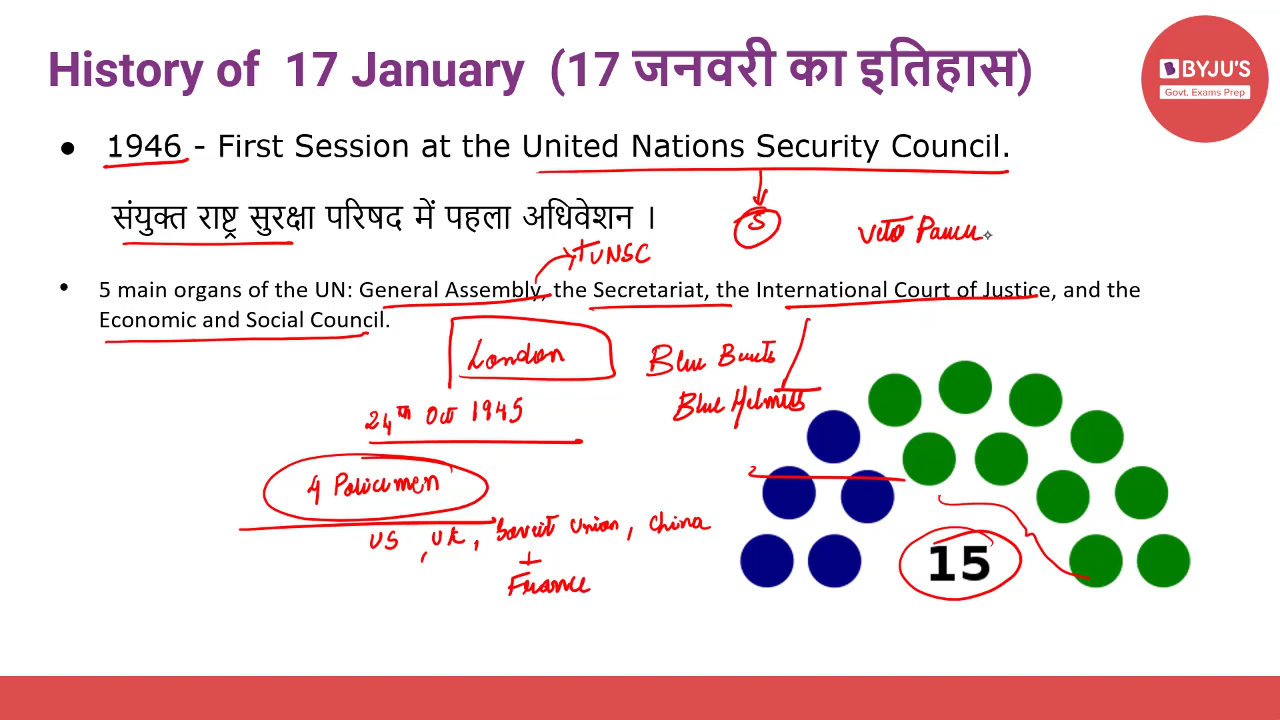 History of 17 January (17 जनवरी का इतिहास)
BYJU'S
Govt. Exams Prep
● 1946 - First Session at the United Nations Security Council.
संयुक्त राष्ट्र सुरक्षा परिषद में पहला अधिवेशन ।
5
Veto
+UNSC
• 5 main organs of the UN: General Assembly, the Secretariat, the International Court of Justice, and the
Economic and Social Council.
London
Blue
Blue Helmets
24th Oct 1945
4 Policemen
US, UK, Union, China
+
France
15